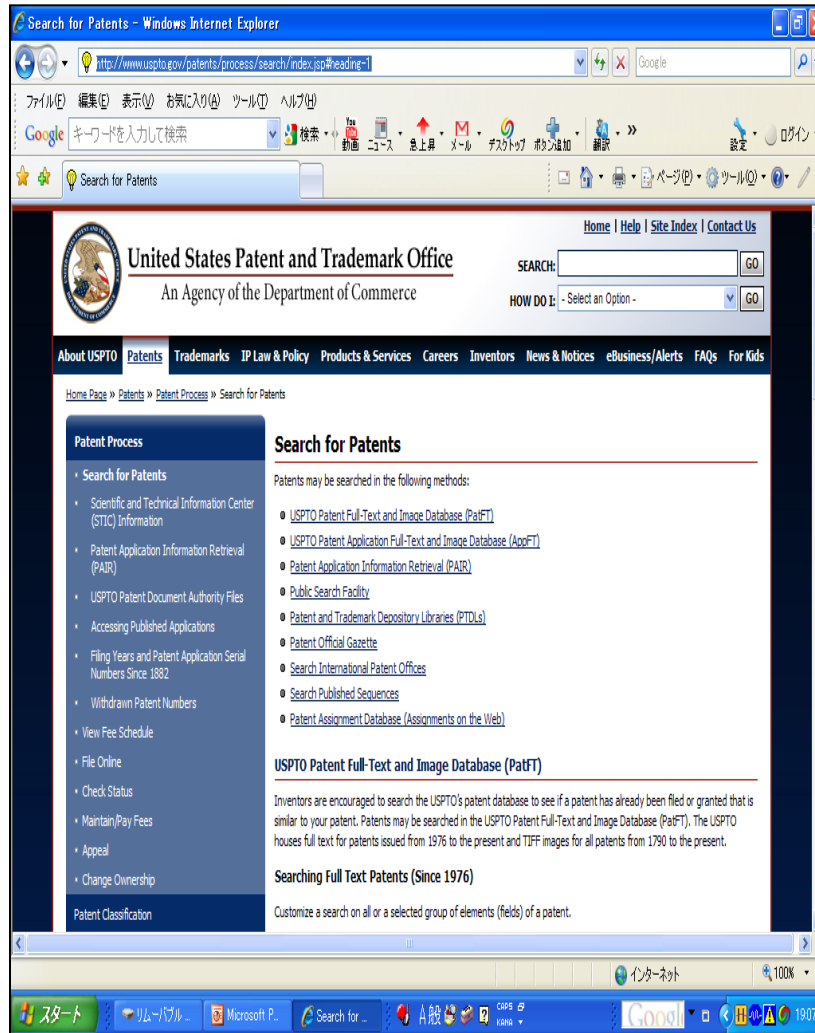 Search for Patents - Windows Internet Explorer
http://www.uspto.gov/patents/process/search/index.jsp#heading-1
Google
ファイル(F) 編集(E) 表示(V) お気に入り(A) ツール(T) ヘルプ(H)
Google キーワードを入力して検索 検索 You 動画 ニュース 急上昇 メール デスクトップ ボタン追加 翻訳 » 設定 ログイン
Search for Patents ページ(P) ツール(O)
Home | Help | Site Index | Contact Us
United States Patent and Trademark Office
An Agency of the Department of Commerce
SEARCH: GO
HOW DO I: - Select an Option - GO
About USPTO Patents Trademarks IP Law & Policy Products & Services Careers Inventors News & Notices eBusiness/Alerts FAQs For Kids
Home Page » Patents » Patent Process » Search for Patents
Patent Process
• Search for Patents
• Scientific and Technical Information Center
(STIC) Information
• Patent Application Information Retrieval
(PAIR)
• USPTO Patent Document Authority Files
• Accessing Published Applications
• Filing Years and Patent Application Serial
Numbers Since 1882
• Withdrawn Patent Numbers
• View Fee Schedule
• File Online
• Check Status
• Maintain/Pay Fees
• Appeal
• Change Ownership
Patent Classification
Search for Patents
Patents may be searched in the following methods:
USPTO Patent Full-Text and Image Database (PatFT)
USPTO Patent Application Full-Text and Image Database (AppFT)
Patent Application Information Retrieval (PAIR)
Public Search Facility
Patent and Trademark Depository Libraries (PTDLs)
Patent Official Gazette
Search International Patent Offices
Search Published Sequences
Patent Assignment Database (Assignments on the Web)
USPTO Patent Full-Text and Image Database (PatFT)
Inventors are encouraged to search the USPTO's patent database to see if a patent has already been filed or granted that is
similar to your patent. Patents may be searched in the USPTO Patent Full-Text and Image Database (PatFT). The USPTO
houses full text for patents issued from 1976 to the present and TIFF images for all patents from 1790 to the present.
Searching Full Text Patents (Since 1976)
Customize a search on all or a selected group of elements (fields) of a patent.
インターネット 100%
スタート リムーバブル ... Microsoft P... Search for ... A 般 CAPS KANA Googl 19:07